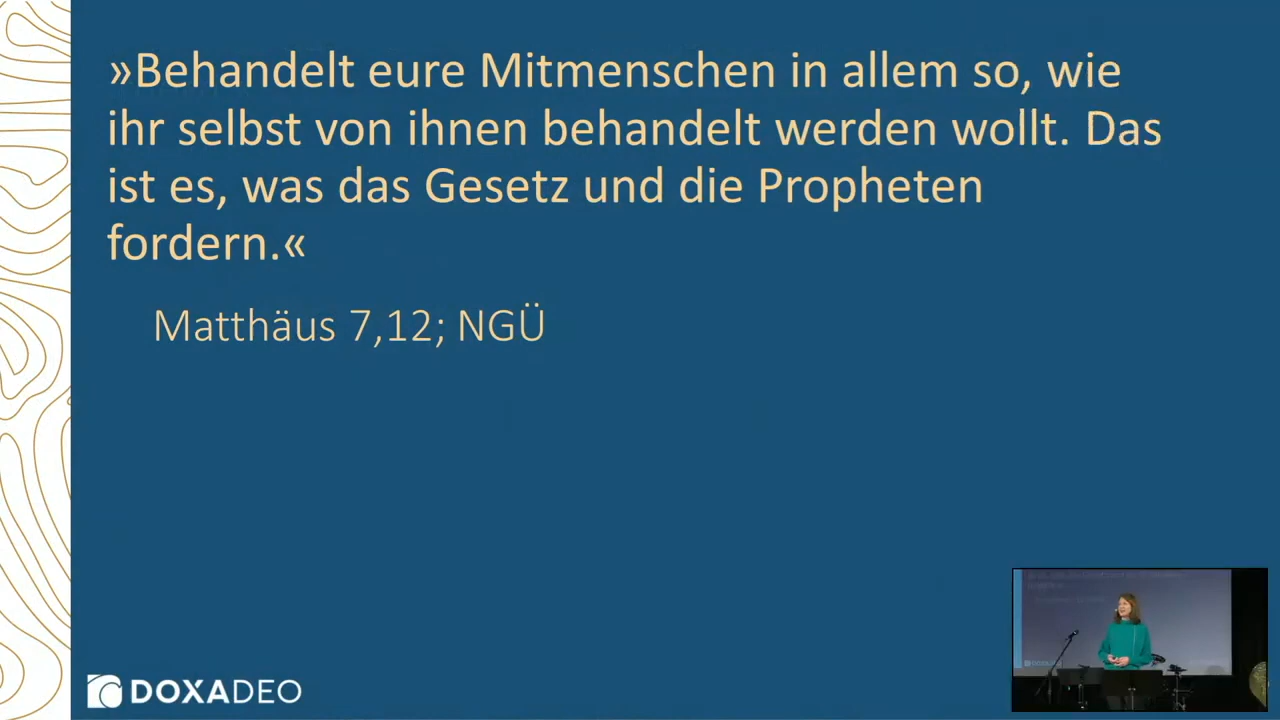 »Behandelt eure Mitmenschen in allem so, wie
ihr selbst von ihnen behandelt werden wollt. Das
ist es, was das Gesetz und die Propheten
fordern.«
Matthäus 7,12; NGÜ
DOXADEO